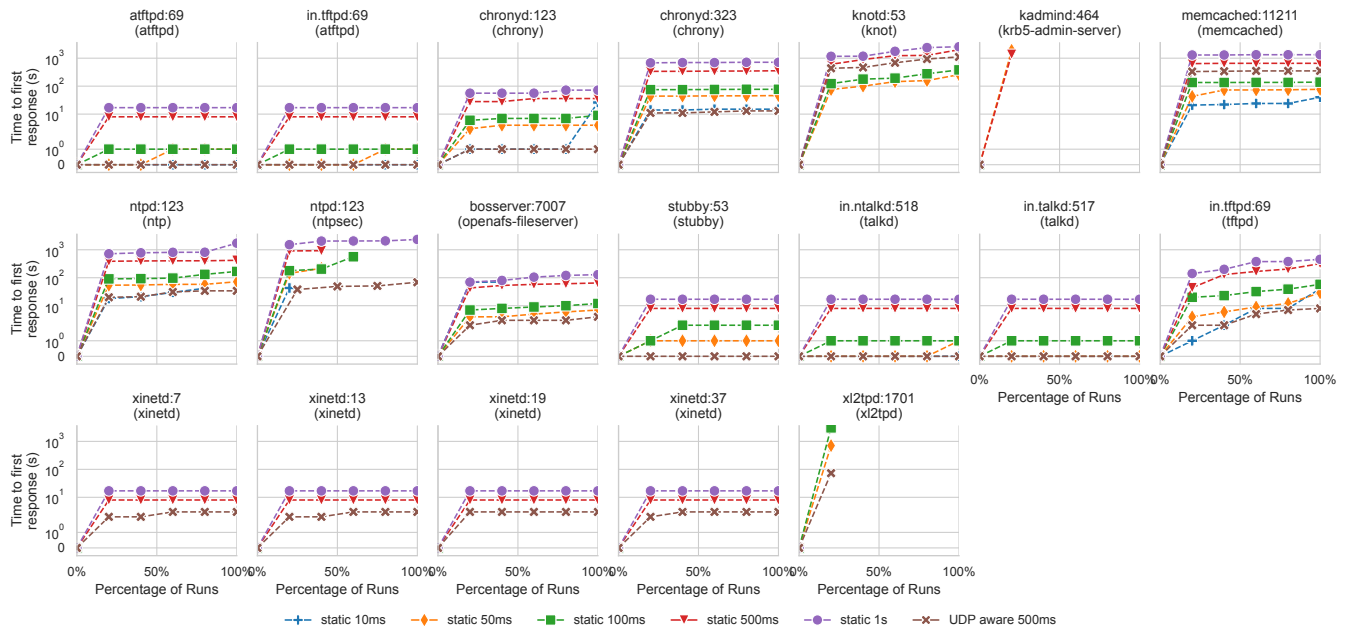 atftpd:69
(atftpd)
in.tftpd:69
(atftpd)
chronyd:123
(chrony)
chronyd:323
(chrony)
knotd:53
(knot)
kadmind:464
(krb5-admin-server)
memcached:11211
(memcached)
Time to first
response (s)
10³
10²
10¹
10⁰
0
ntpd:123
(ntp)
ntpd:123
(ntpsec)
bosserver:7007
(openafs-fileserver)
stubby:53
(stubby)
in.ntalkd:518
(talkd)
in.talkd:517
(talkd)
in.tftpd:69
(tftpd)
Time to first
response (s)
10³
10²
10¹
10⁰
0
0% 50% 100% 0% 50% 100%
Percentage of Runs Percentage of Runs
xinetd:7
(xinetd)
xinetd:13
(xinetd)
xinetd:19
(xinetd)
xinetd:37
(xinetd)
xl2tpd:1701
(xl2tpd)
Time to first
response (s)
10³
10²
10¹
10⁰
0
0% 50% 100% 0% 50% 100% 0% 50% 100% 0% 50% 100% 0% 50% 100%
Percentage of Runs Percentage of Runs Percentage of Runs Percentage of Runs Percentage of Runs
static 10ms static 50ms static 100ms static 500ms static 1s UDP aware 500ms